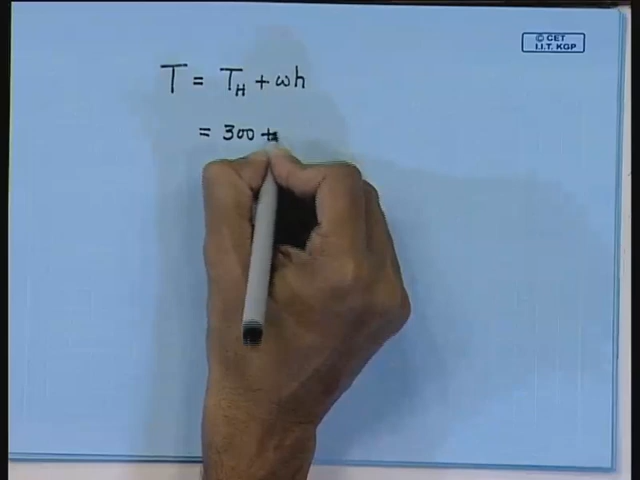 © CET
I.I.T. KGP
T = T_H + ωh
= 300 +